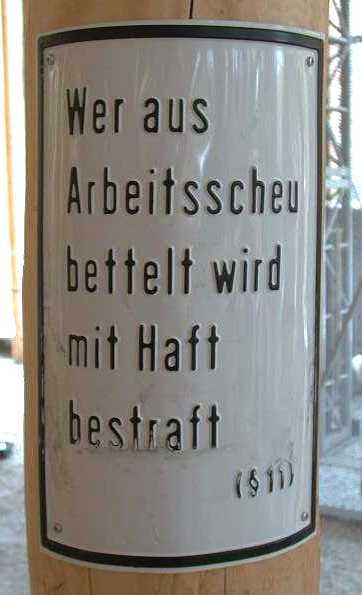 Wer aus
Arbeitsscheu
bettelt wird
mit Haft
bestraft
(§ 11)